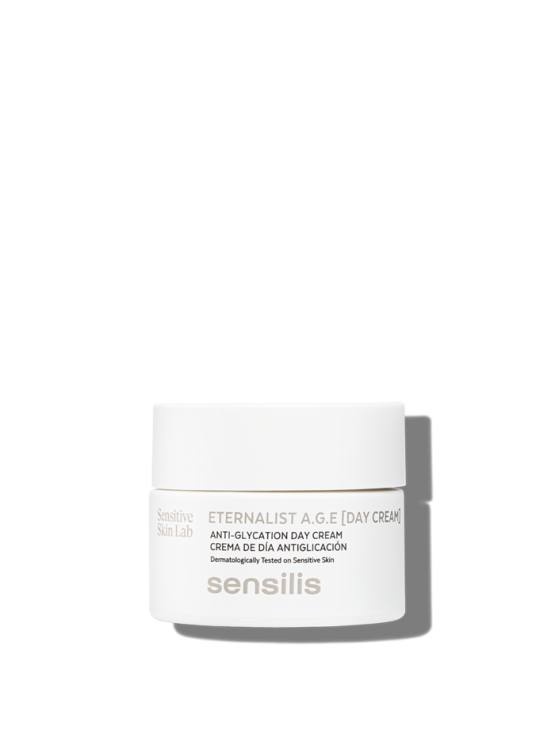 Sensitive
Skin Lab
ETERNALIST A.G.E [DAY CREAM]
ANTI-GLYCATION DAY CREAM
CREMA DE DÍA ANTIGLICACIÓN
Dermatologically Tested on Sensitive Skin
sensilis